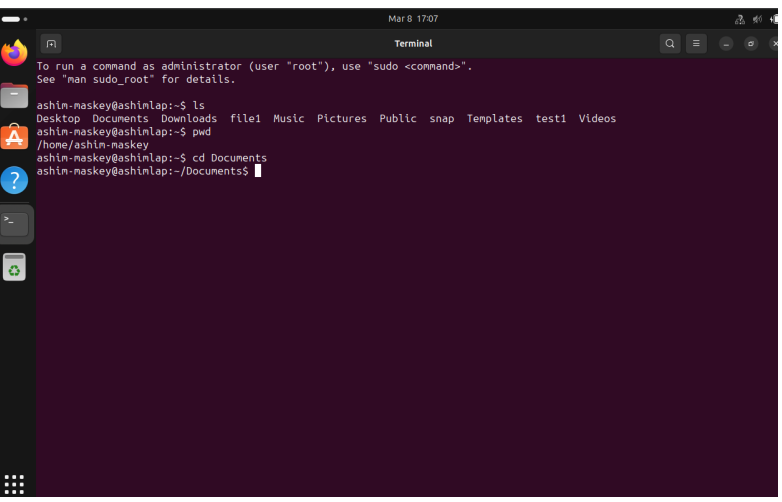 Mar 8 17:07
Terminal
To run a command as administrator (user "root"), use "sudo <command>".
See "man sudo_root" for details.
ashim-maskey@ashimlap:~$ ls
Desktop Documents Downloads file1 Music Pictures Public snap Templates test1 Videos
ashim-maskey@ashimlap:~$ pwd
/home/ashim-maskey
ashim-maskey@ashimlap:~$ cd Documents
ashim-maskey@ashimlap:~/Documents$